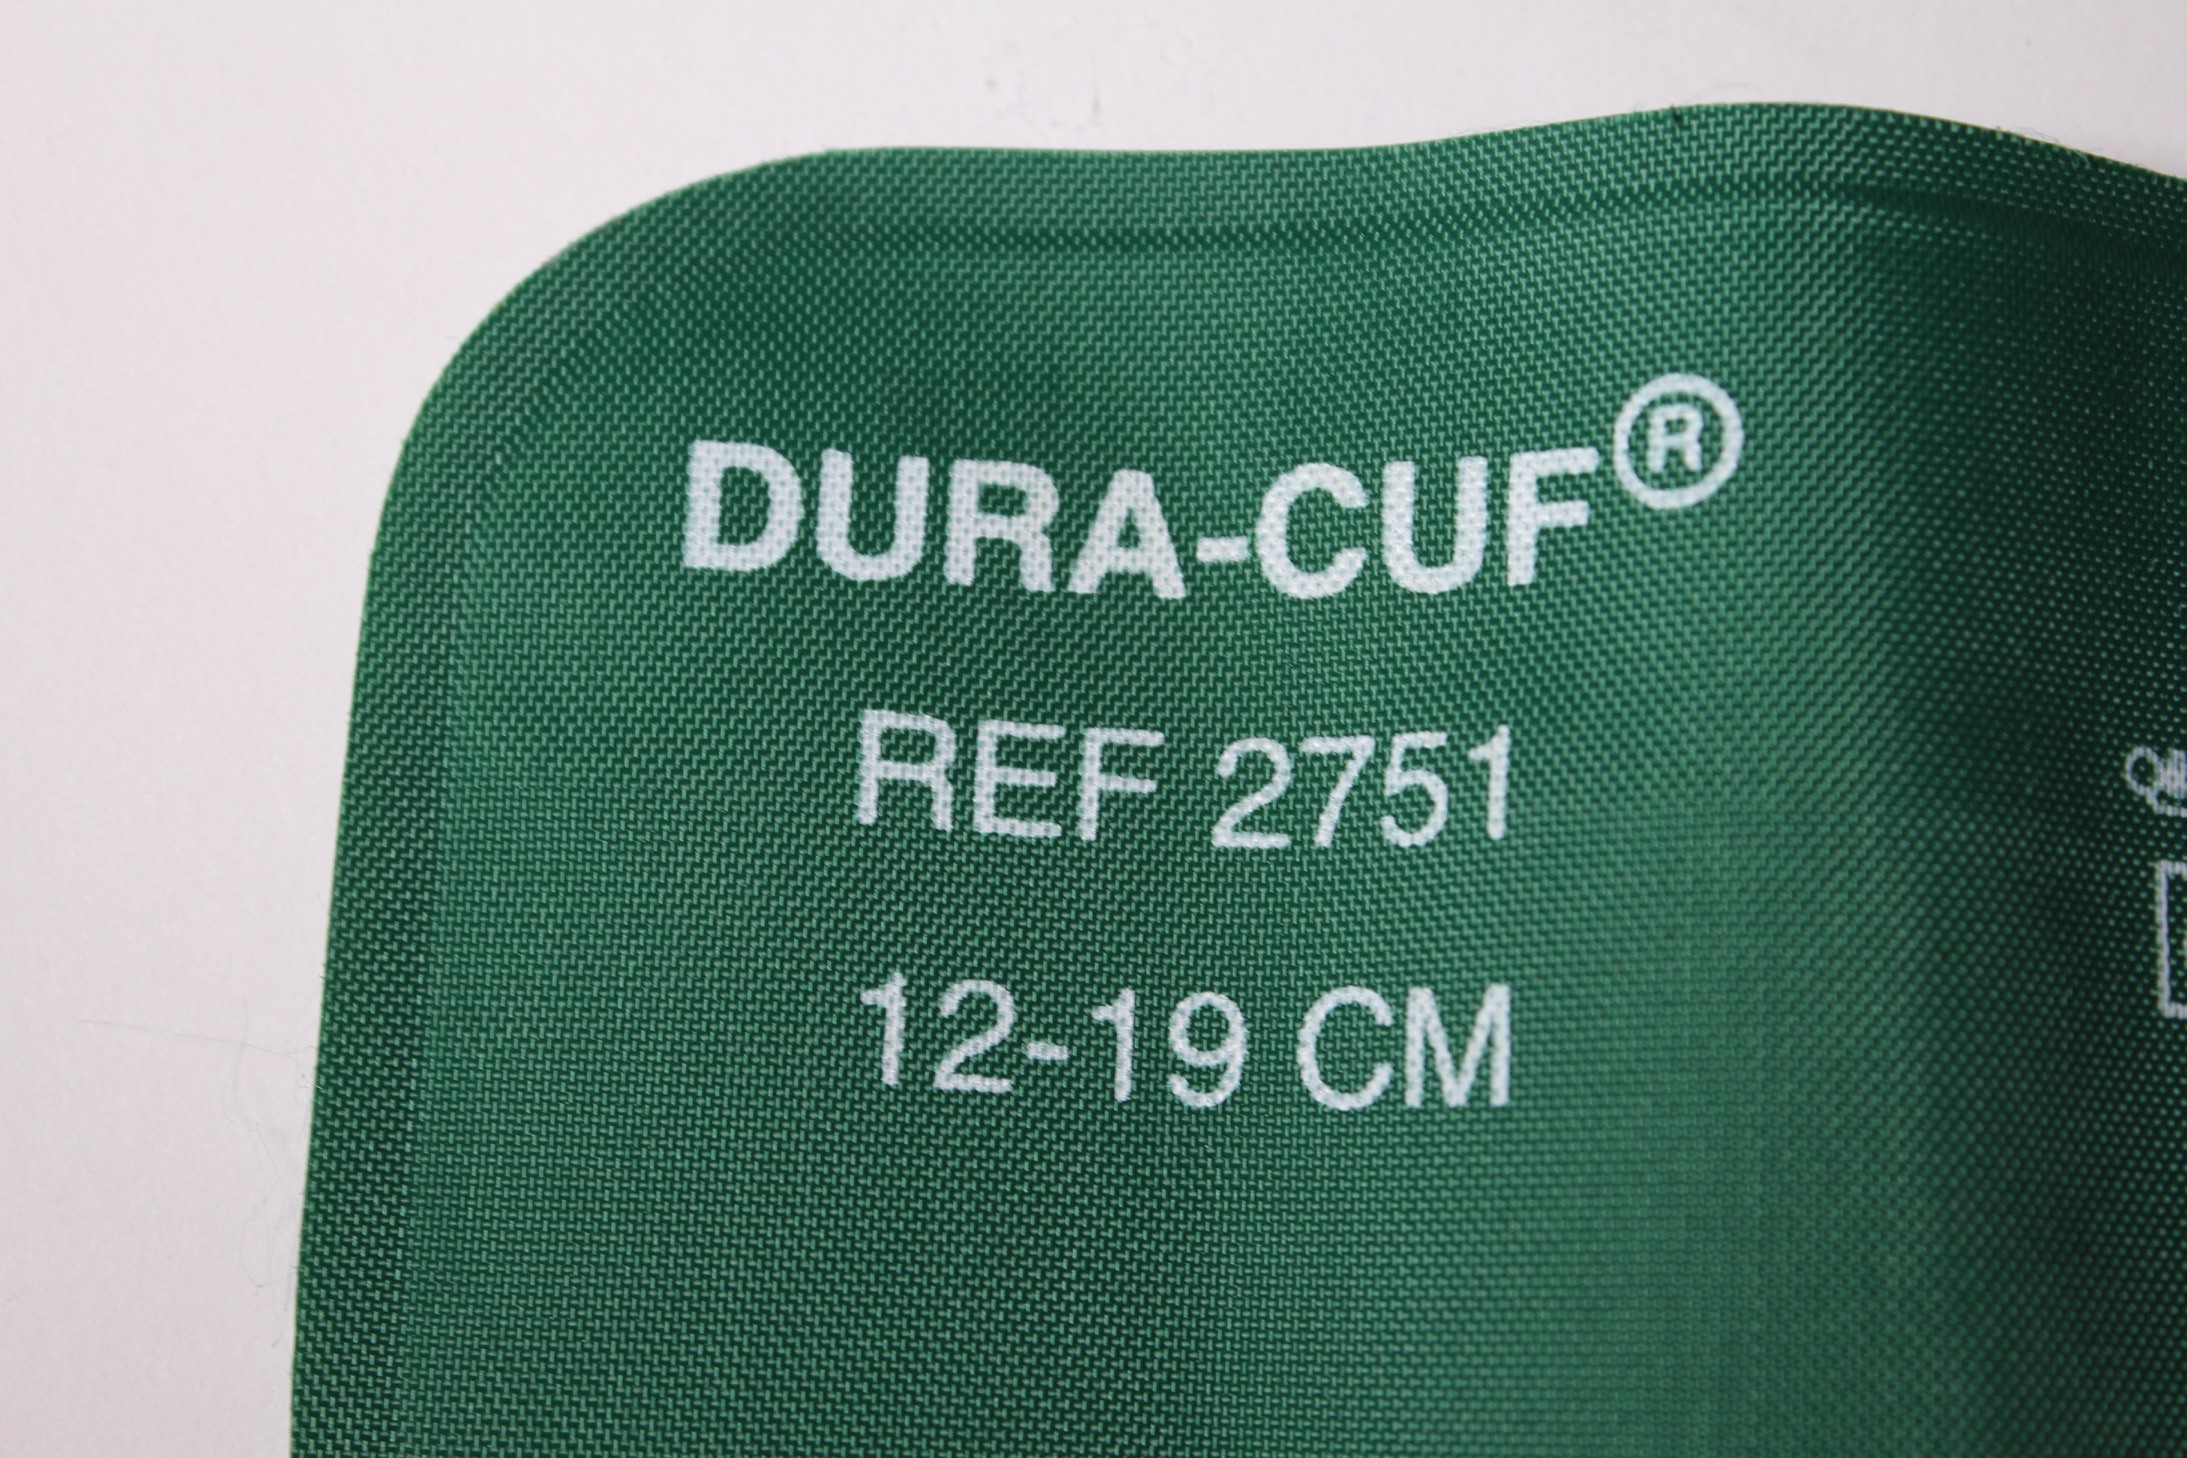 DURA-CUF®
REF 2751
12-19 CM